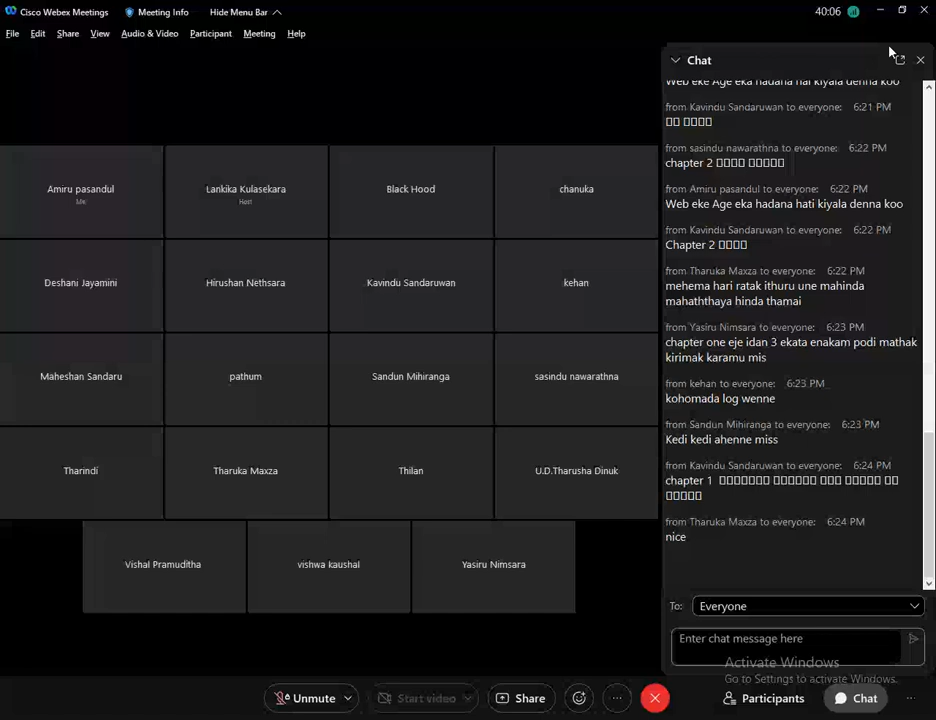 Cisco Webex Meetings
Meeting Info
Hide Menu Bar
40:06
File Edit Share View Audio & Video Participant Meeting Help
Amiru pasandul
Me
Lankika Kulasekara
Host
Black Hood
chanuka
Deshani Jayamini
Hirushan Nethsara
Kavindu Sandaruwan
kehan
Maheshan Sandaru
pathum
Sandun Mihiranga
sasindu nawarathna
Tharindi
Tharuka Maxza
Thilan
U.D.Tharusha Dinuk
Vishal Pramuditha
vishwa kaushal
Yasiru Nimsara
Chat
Web eke Age eka hadana hati kiyala denna koo
from Kavindu Sandaruwan to everyone: 6:21 PM
from sasindu nawarathna to everyone: 6:22 PM
chapter 2
from Amiru pasandul to everyone: 6:22 PM
Web eke Age eka hadana hati kiyala denna koo
from Kavindu Sandaruwan to everyone: 6:22 PM
Chapter 2
from Tharuka Maxza to everyone: 6:22 PM
mehema hari ratak ithuru une mahinda
mahaththaya hinda thamai
from Yasiru Nimsara to everyone: 6:23 PM
chapter one eje idan 3 ekata enakam podi mathak
kirimak karamu mis
from kehan to everyone: 6:23 PM
kohomada log wenne
from Sandun Mihiranga to everyone: 6:23 PM
Kedi kedi ahenne miss
from Kavindu Sandaruwan to everyone: 6:24 PM
chapter 1
from Tharuka Maxza to everyone: 6:24 PM
nice
To: Everyone
Enter chat message here
Activate Windows
Go to Settings to activate Windows.
Unmute
Start video
Share
Participants
Chat